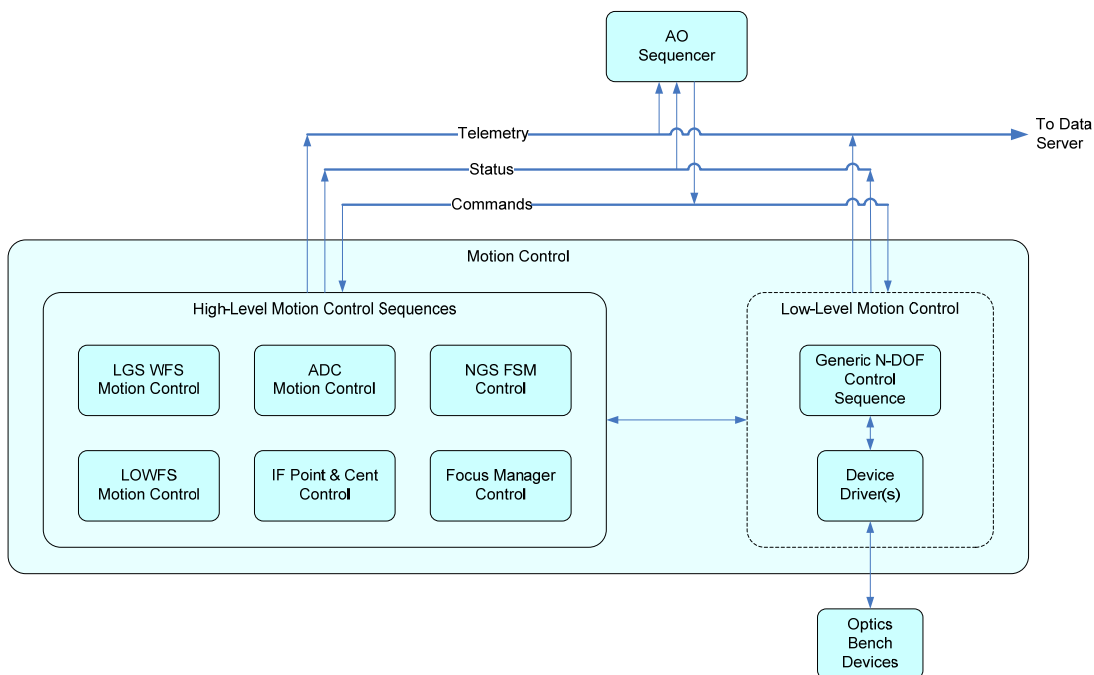 AO
Sequencer
Telemetry
To Data
Server
Status
Commands
Motion Control
High-Level Motion Control Sequences
Low-Level Motion Control
LGS WFS
Motion Control
ADC
Motion Control
NGS FSM
Control
Generic N-DOF
Control
Sequence
LOWFS
Motion Control
IF Point & Cent
Control
Focus Manager
Control
Device
Driver(s)
Optics
Bench
Devices